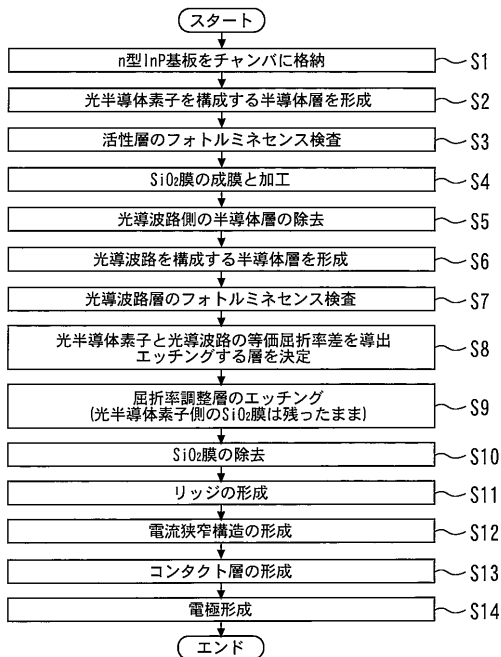 スタート
n型InP基板をチャンバに格納
S1
光半導体素子を構成する半導体層を形成
S2
活性層のフォトルミネセンス検査
S3
SiO₂膜の成膜と加工
S4
光導波路側の半導体層の除去
S5
光導波路を構成する半導体層を形成
S6
光導波路層のフォトルミネセンス検査
S7
光半導体素子と光導波路の等価屈折率差を導出
エッチングする層を決定
S8
屈折率調整層のエッチング
(光半導体素子側のSiO₂膜は残ったまま)
S9
SiO₂膜の除去
S10
リッジの形成
S11
電流狭窄構造の形成
S12
コンタクト層の形成
S13
電極形成
S14
エンド